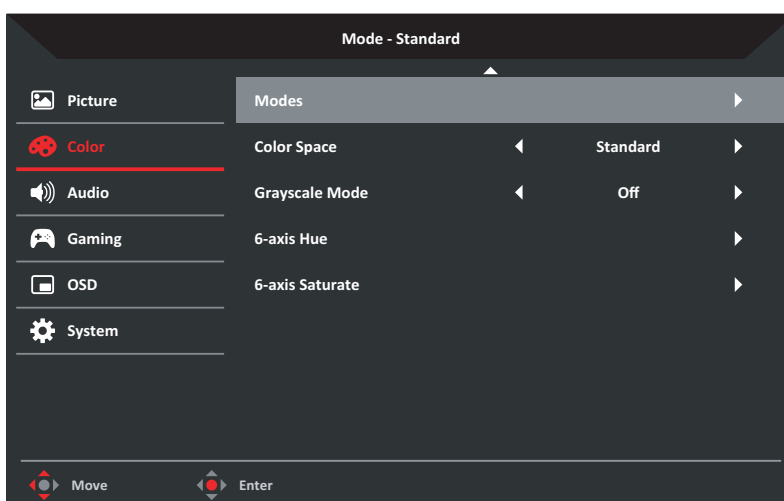 Mode - Standard
Picture
Color
Audio
Gaming
OSD
System
Modes
Color Space Standard
Grayscale Mode Off
6-axis Hue
6-axis Saturate
Move Enter